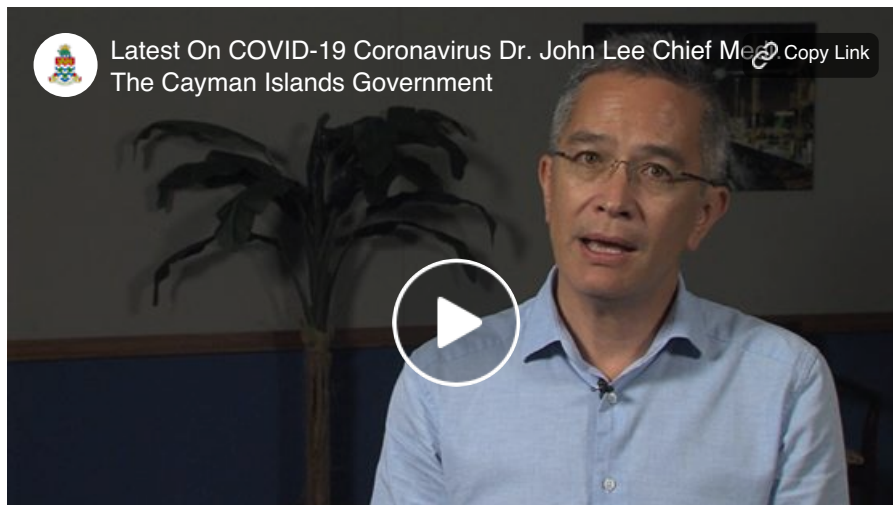 Latest On COVID-19 Coronavirus Dr. John Lee Chief
Copy Link
The Cayman Islands Government